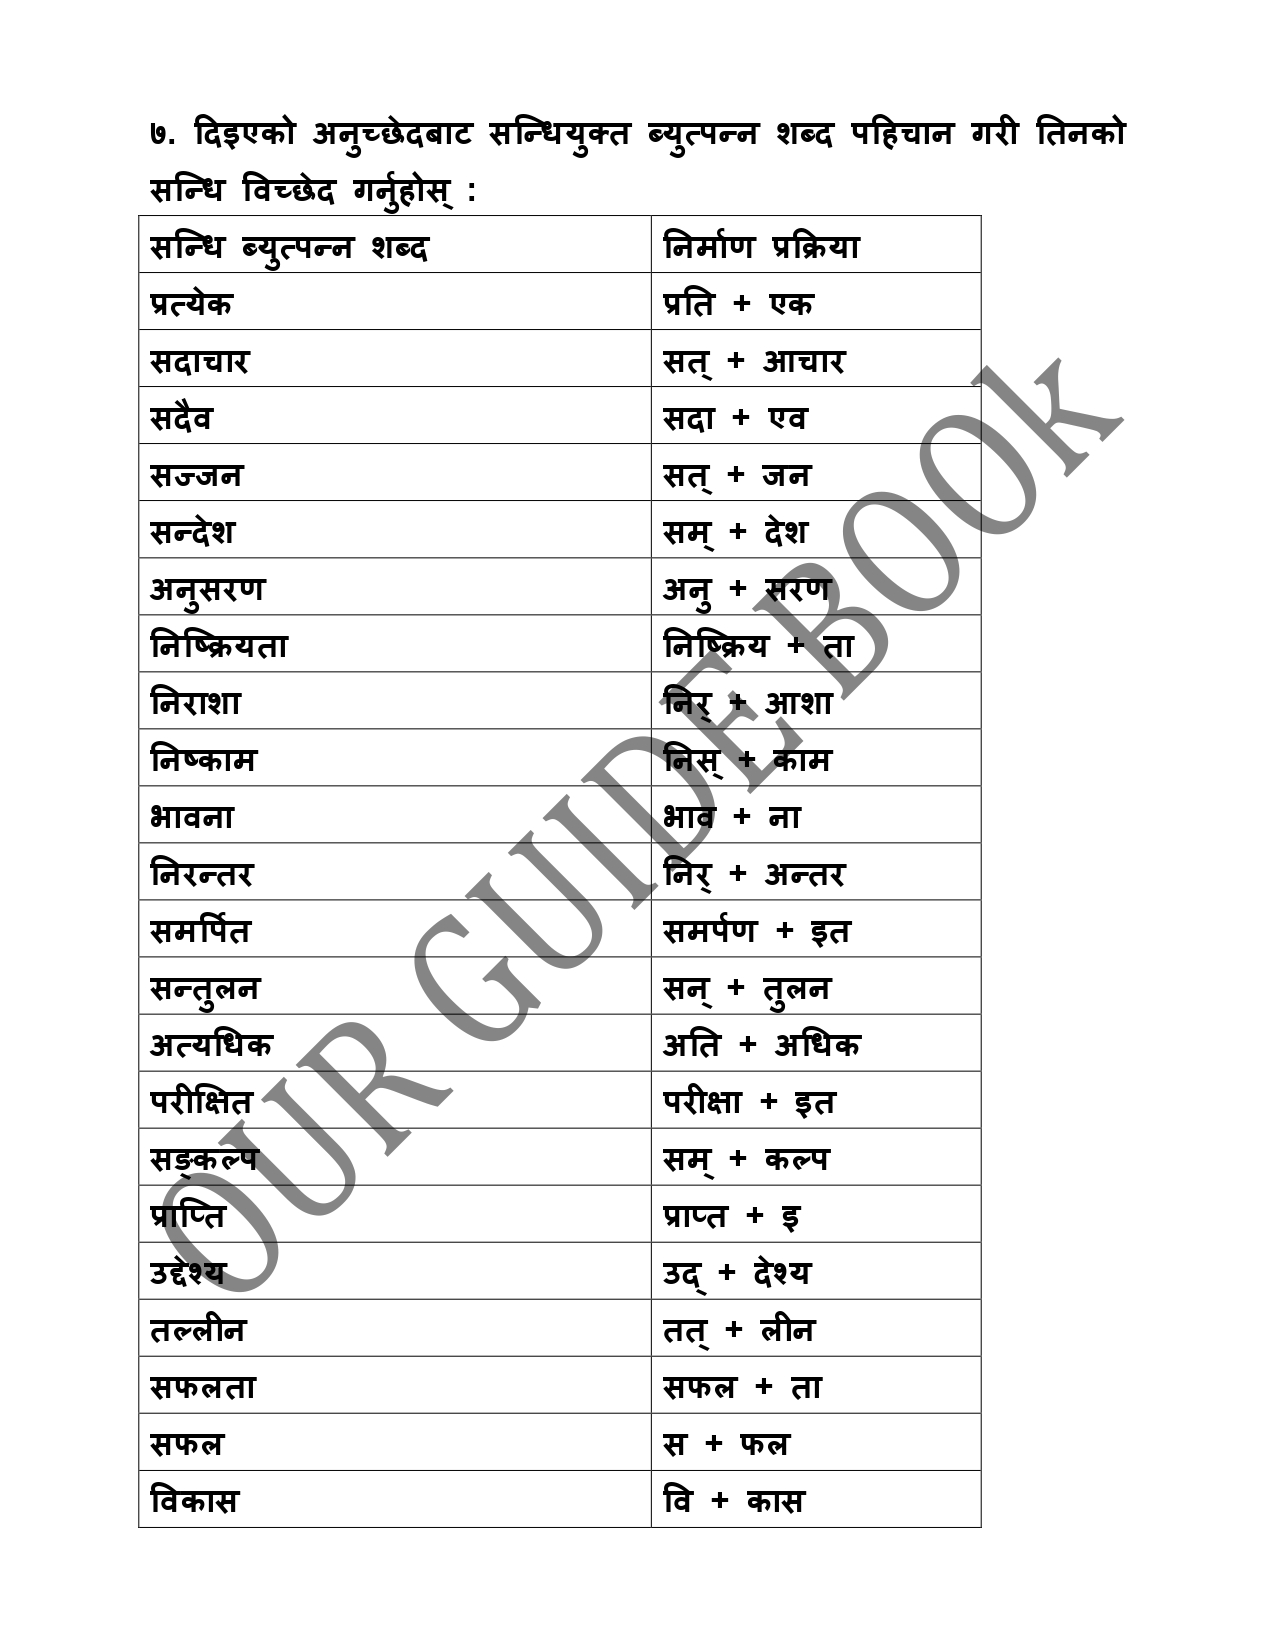 ७. दिइएको अनुच्छेदबाट सन्धियुक्त ब्युत्पन्न शब्द पहिचान गरी तिनको
सन्धि विच्छेद गर्नुहोस् :
सन्धि ब्युत्पन्न शब्द निर्माण प्रक्रिया
प्रत्येक प्रति + एक
सदाचार सत् + आचार
सदैव सदा + एव
सज्जन सत् + जन
सन्देश सम् + देश
अनुसरण अनु + सरण
निष्क्रियता निष्क्रिय + ता
निराशा निर् + आशा
निष्काम निस् + काम
भावना भाव + ना
निरन्तर निर् + अन्तर
समर्पित समर्पण + इत
सन्तुलन सन् + तुलन
अत्यधिक अति + अधिक
परीक्षित परीक्षा + इत
सङ्कल्प सम् + कल्प
प्राप्ति प्राप्त + इ
उद्देश्य उद् + देश्य
तल्लीन तत् + लीन
सफलता सफल + ता
सफल स + फल
विकास वि + कास
OUR GUIDE BOOk